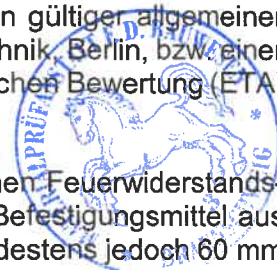 n gültiger allgemeiner
hnik, Berlin, bzw. einer
chen Bewertung (ETA
nen Feuerwiderstands-
Befestigungsmittel aus
destens jedoch 60 mm